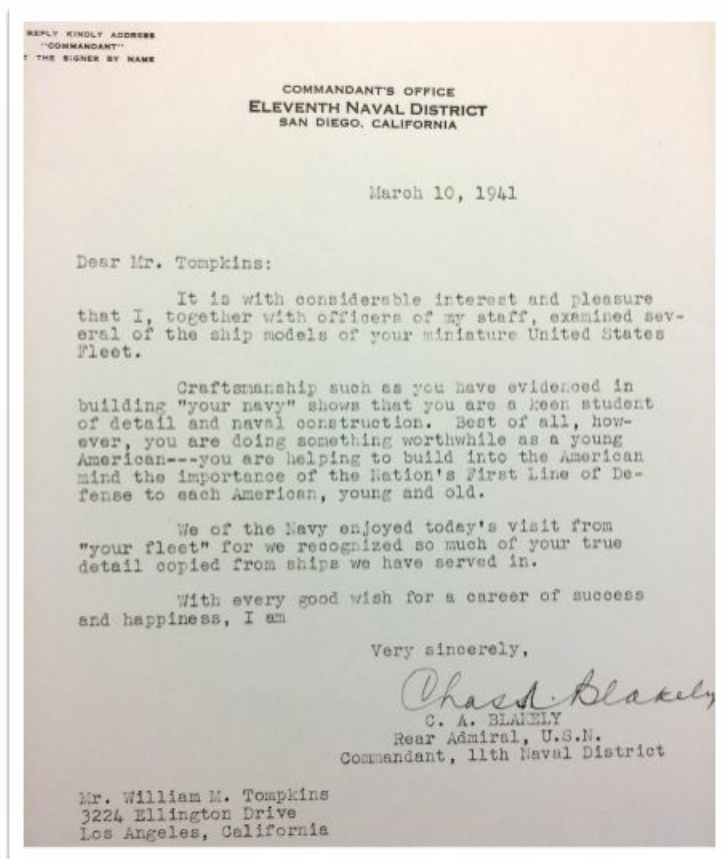 REPLY KINDLY ADDRESS
"COMMANDANT"
THE SIGNER BY NAME
COMMANDANT'S OFFICE
ELEVENTH NAVAL DISTRICT
SAN DIEGO, CALIFORNIA
March 10, 1941
Dear Mr. Tompkins:
It is with considerable interest and pleasure
that I, together with officers of my staff, examined sev-
eral of the ship models of your miniature United States
Fleet.
Craftsmanship such as you have evidenced in
building "your navy" shows that you are a keen student
of detail and naval construction. Best of all, how-
ever, you are doing something worthwhile as a young
American---you are helping to build into the American
mind the importance of the Nation's First Line of De-
fense to each American, young and old.
We of the Navy enjoyed today's visit from
"your fleet" for we recognized so much of your true
detail copied from ships we have served in.
With every good wish for a career of success
and happiness, I am
Very sincerely,
Chas A. Blakely
C. A. BLAKELY
Rear Admiral, U.S.N.
Commandant, 11th Naval District
Mr. William M. Tompkins
3224 Ellington Drive
Los Angeles, California